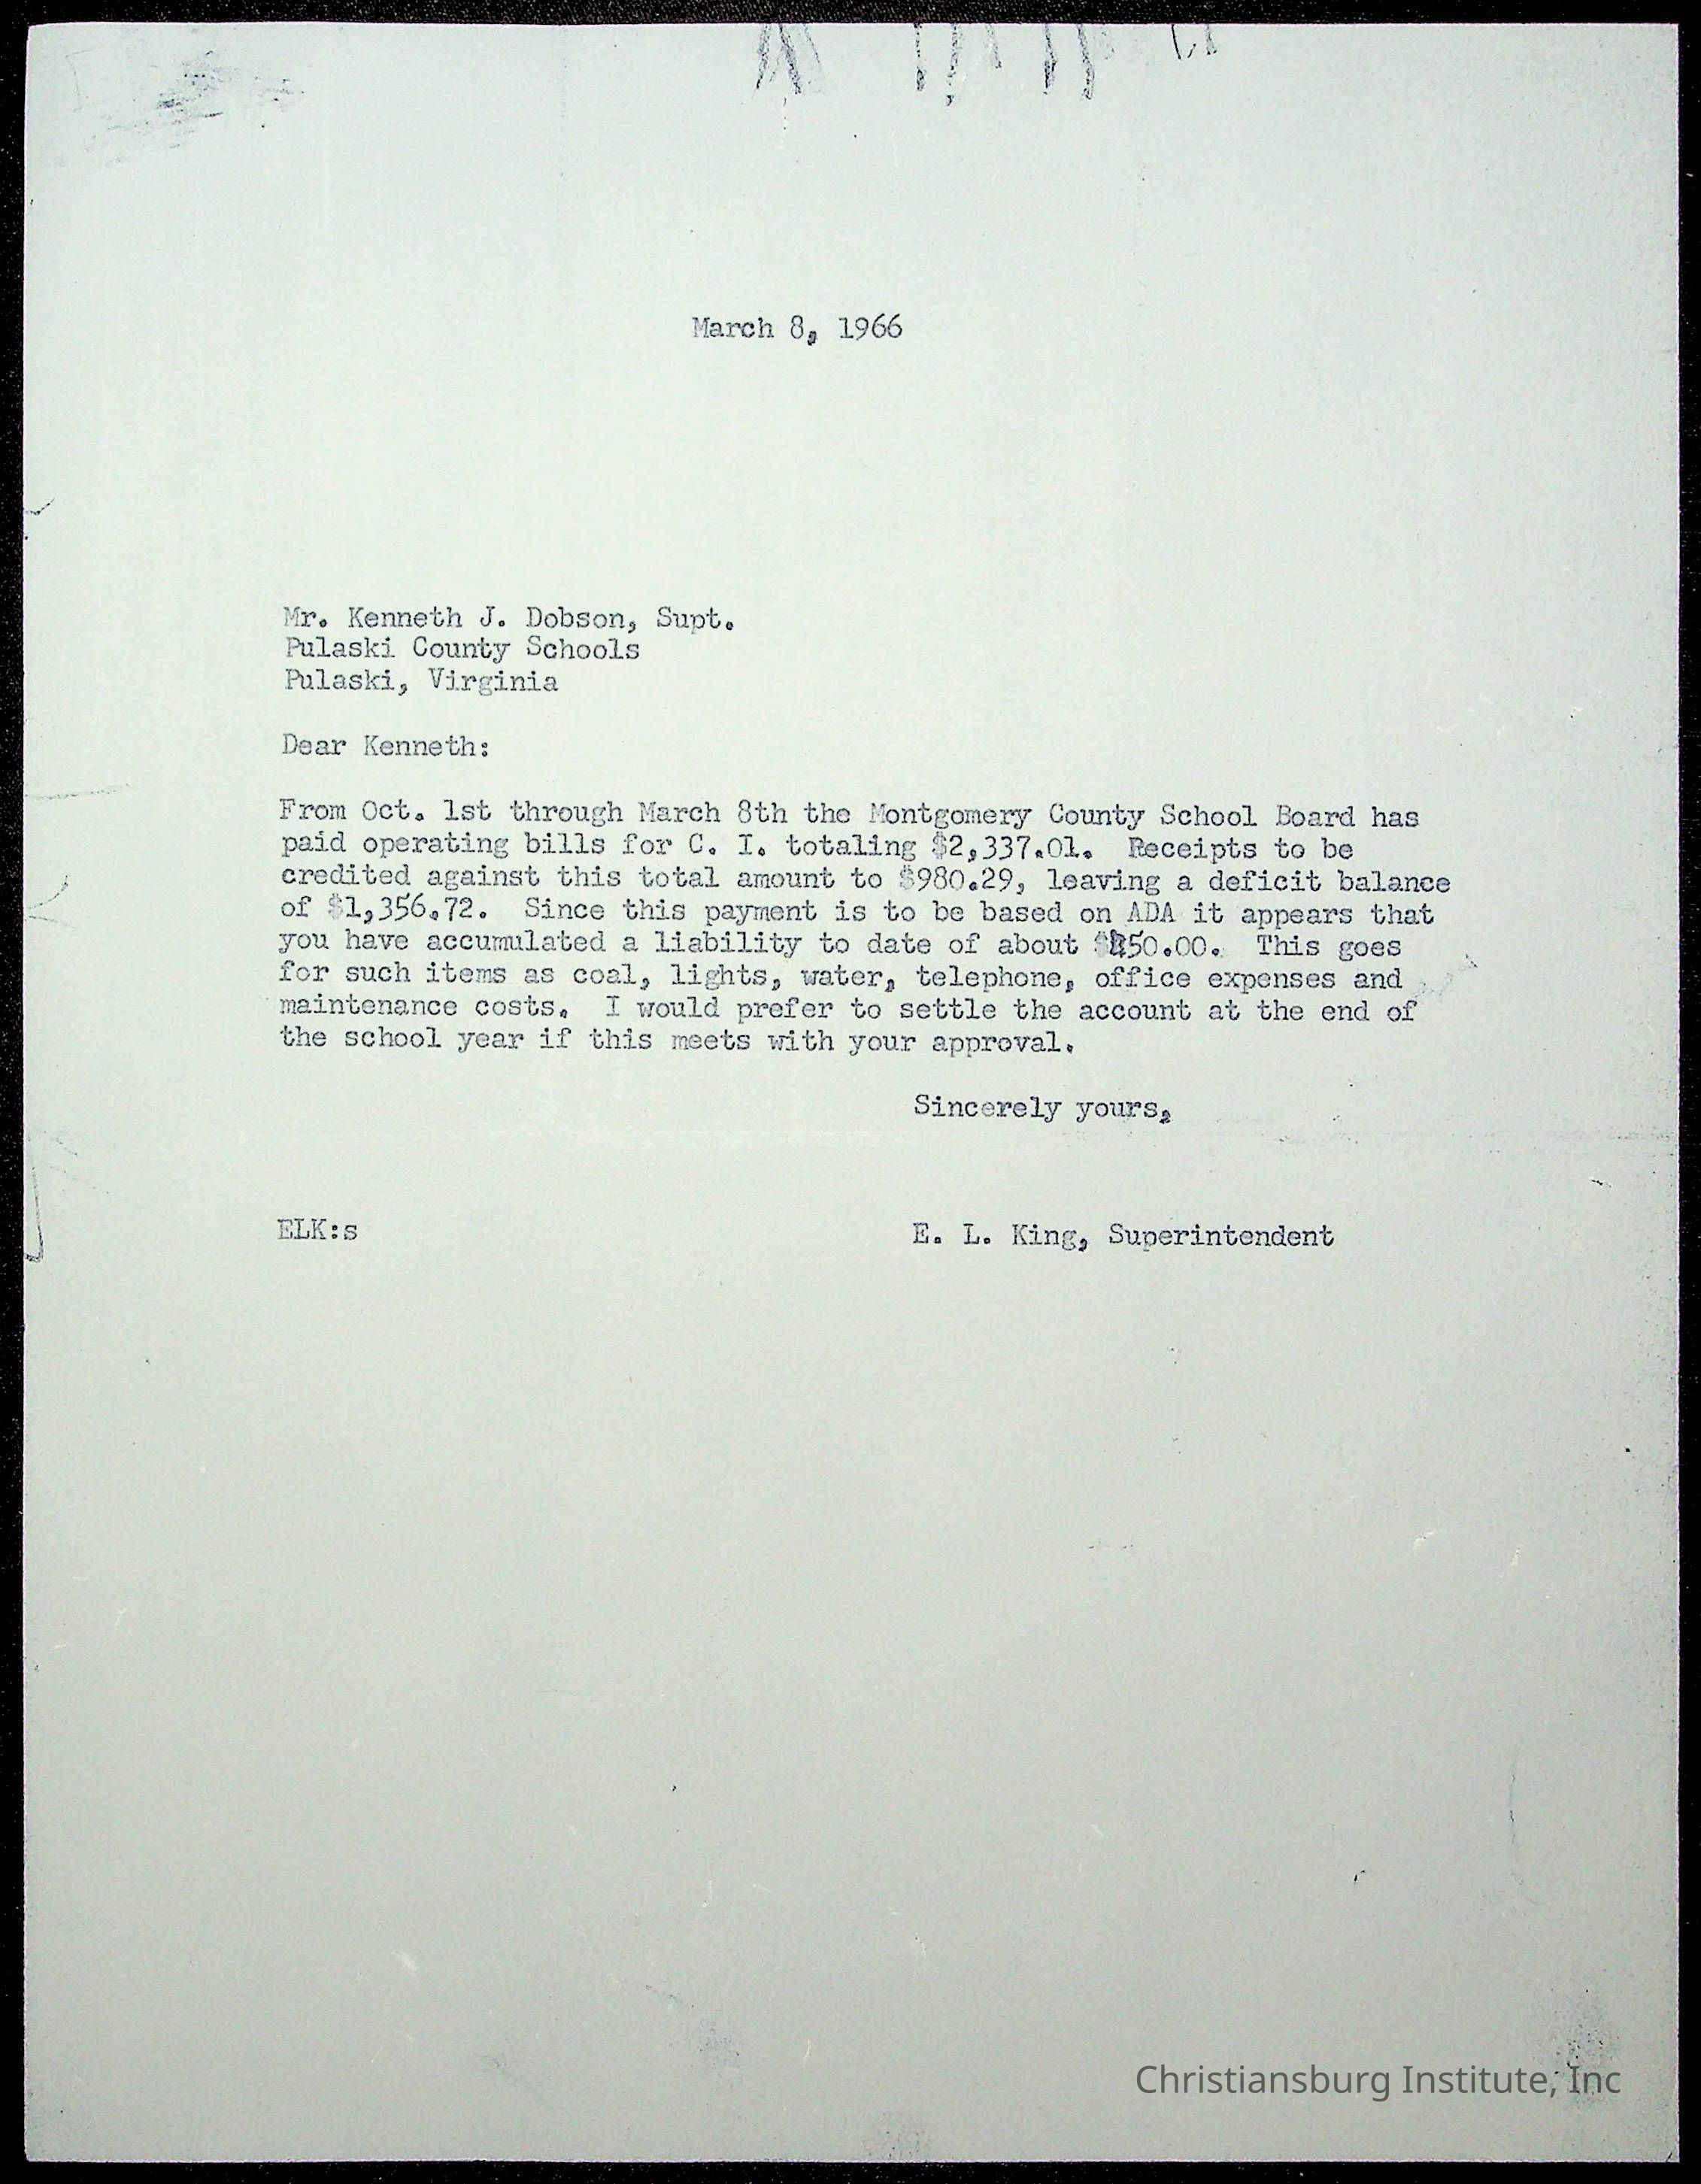 March 8, 1966
Mr. Kenneth J. Dobson, Supt.
Pulaski County Schools
Pulaski, Virginia
Dear Kenneth:
From Oct. 1st through March 8th the Montgomery County School Board has
paid operating bills for C. I. totaling $2,337.01. Receipts to be
credited against this total amount to $980.29, leaving a deficit balance
of $1,356.72. Since this payment is to be based on ADA it appears that
you have accumulated a liability to date of about This goes
for such items as coal, lights, water, telephone, office expenses and
maintenance costs. I would prefer to settle the account at the end of
the school year if this meets with your approval.
Sincerely yours,
ELK:s
E. L. King, Superintendent
Christiansburg Institute, Inc